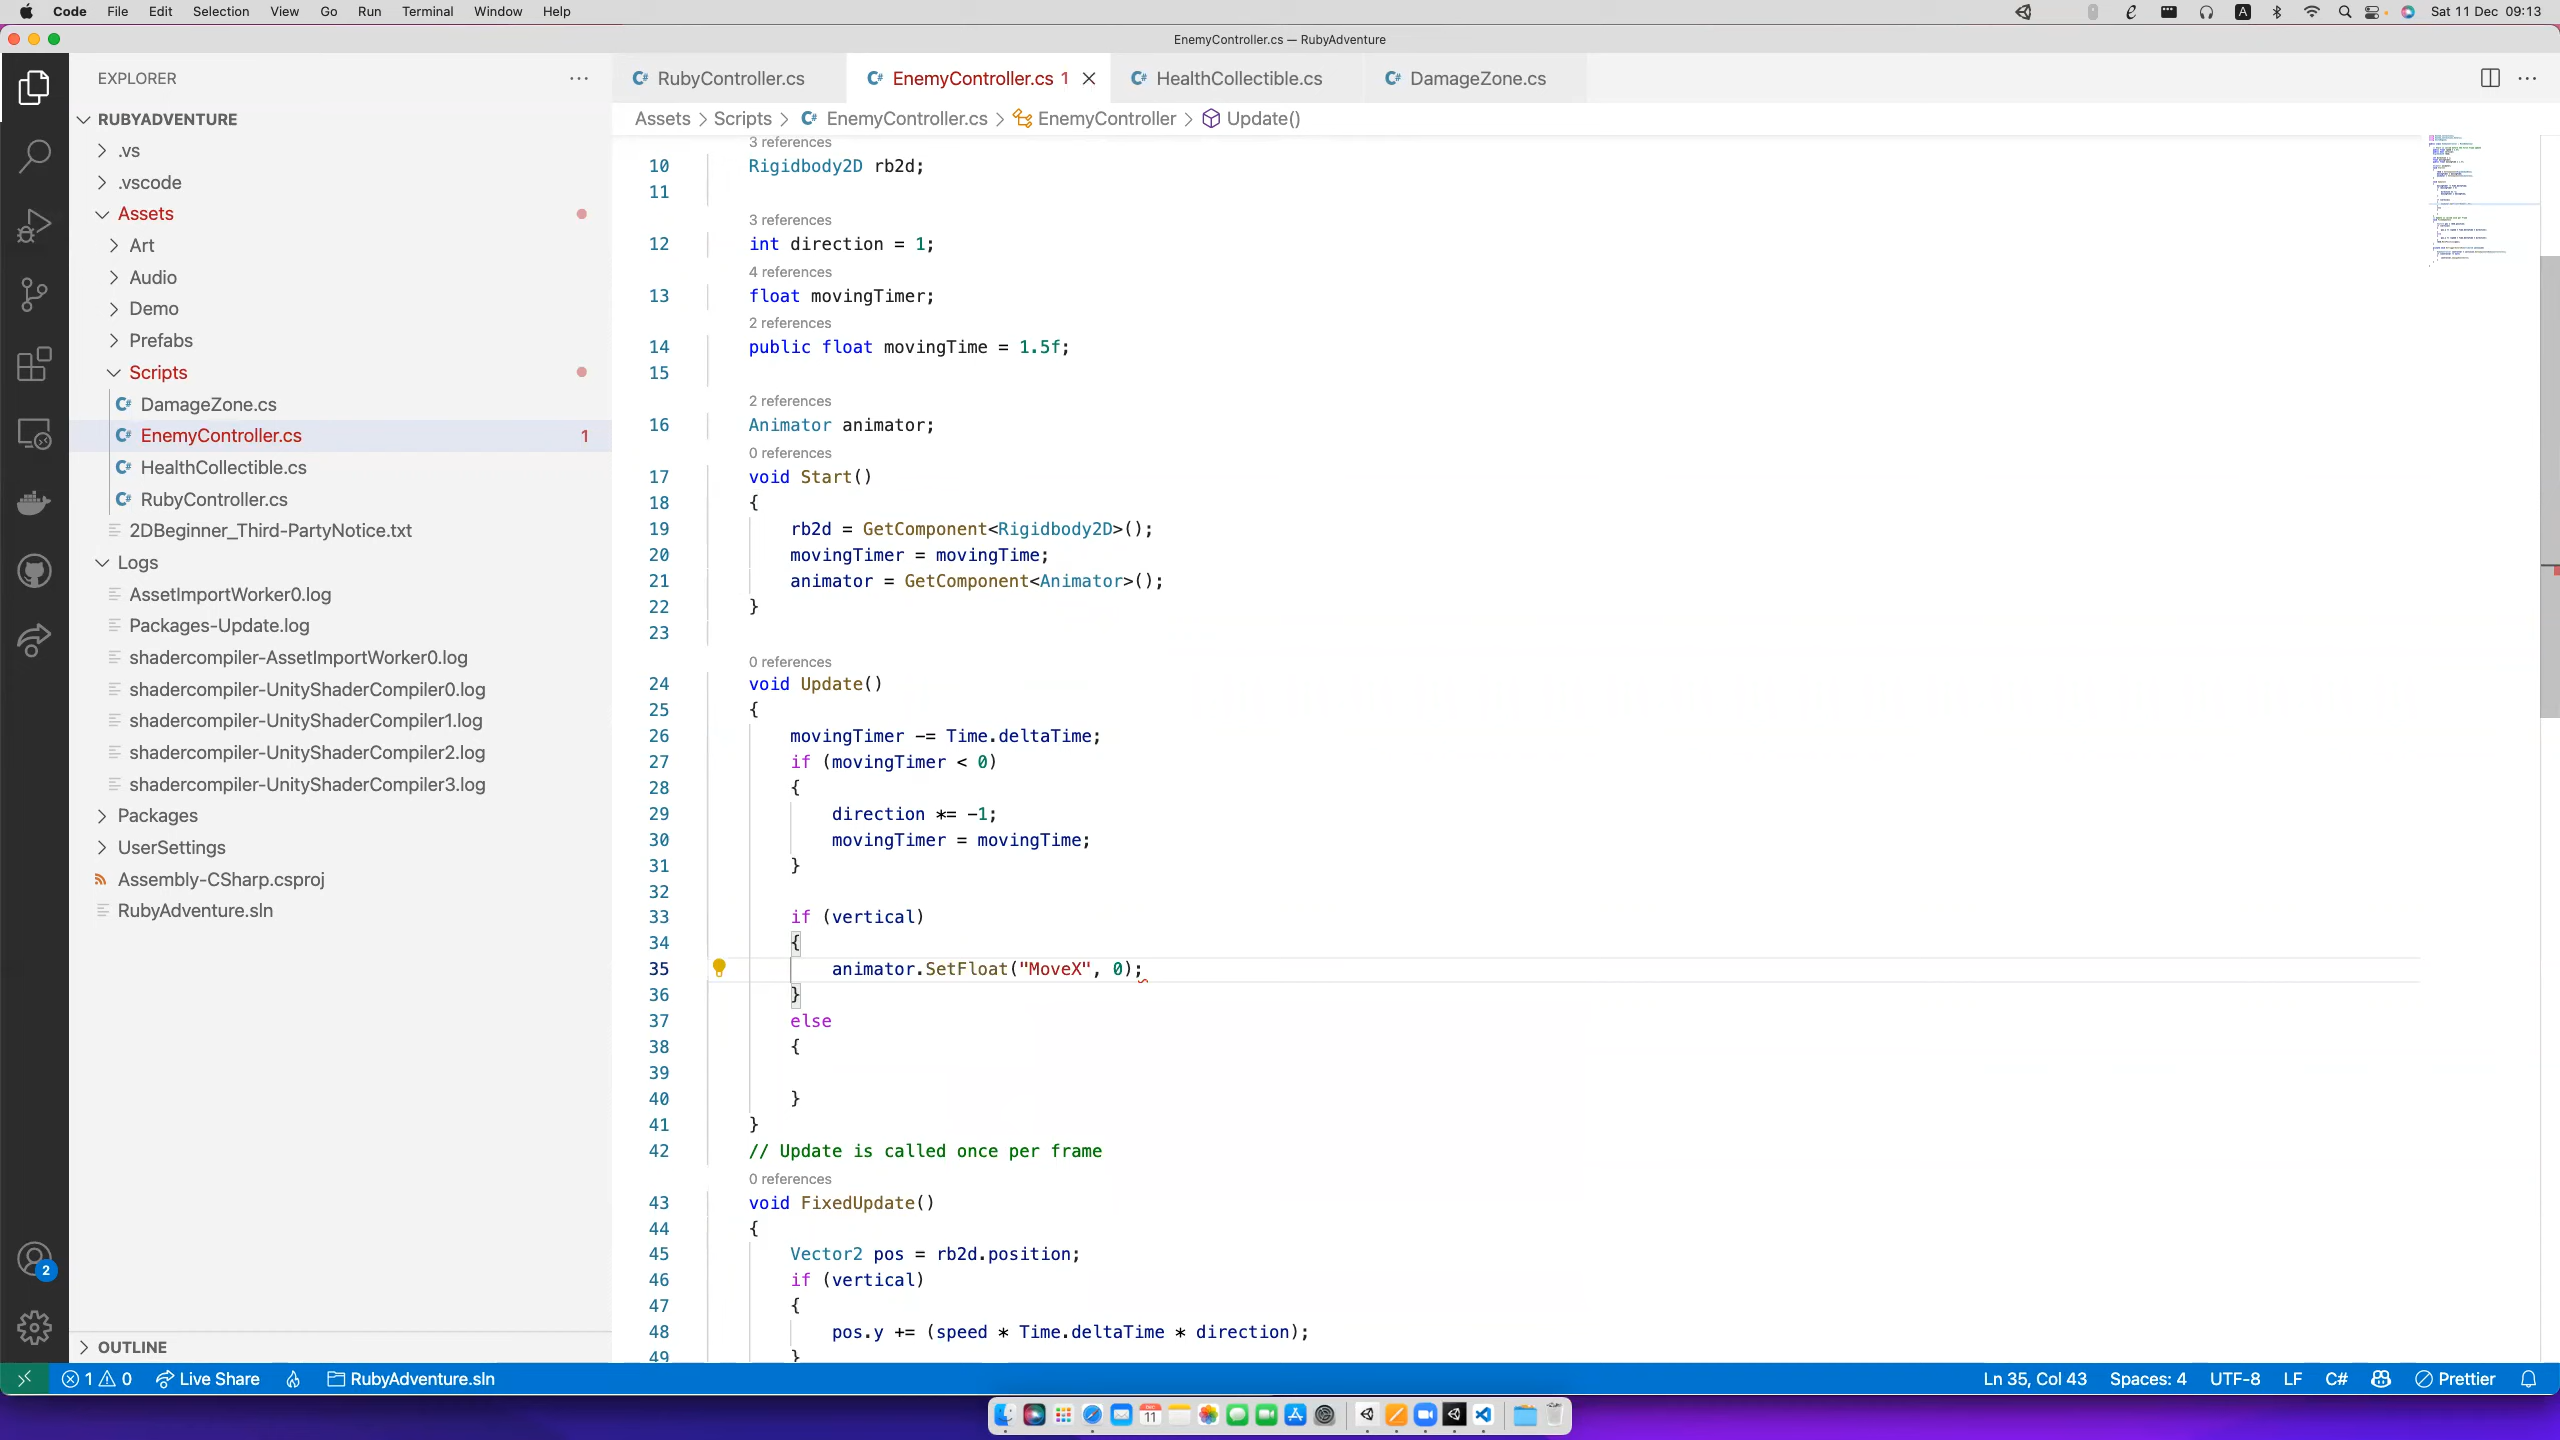 Code File Edit Selection View Go Run Terminal Window Help
A Sat 11 Dec 09:13
EnemyController.cs — RubyAdventure
EXPLORER ···
RUBYADVENTURE
.vs
.vscode
Assets
Art
Audio
Demo
Prefabs
Scripts
C# DamageZone.cs
C# EnemyController.cs 1
C# HealthCollectible.cs
C# RubyController.cs
2DBeginner_Third-PartyNotice.txt
Logs
AssetImportWorker0.log
Packages-Update.log
shadercompiler-AssetImportWorker0.log
shadercompiler-UnityShaderCompiler0.log
shadercompiler-UnityShaderCompiler1.log
shadercompiler-UnityShaderCompiler2.log
shadercompiler-UnityShaderCompiler3.log
Packages
UserSettings
Assembly-CSharp.csproj
RubyAdventure.sln
OUTLINE
C# RubyController.cs C# EnemyController.cs 1 C# HealthCollectible.cs C# DamageZone.cs
Assets > Scripts > C# EnemyController.cs > EnemyController > Update()
3 references
10 Rigidbody2D rb2d;
11
3 references
12 int direction = 1;
4 references
13 float movingTimer;
2 references
14 public float movingTime = 1.5f;
15
2 references
16 Animator animator;
0 references
17 void Start()
18 {
19 rb2d = GetComponent<Rigidbody2D>();
20 movingTimer = movingTime;
21 animator = GetComponent<Animator>();
22 }
23
0 references
24 void Update()
25 {
26 movingTimer -= Time.deltaTime;
27 if (movingTimer < 0)
28 {
29 direction *= -1;
30 movingTimer = movingTime;
31 }
32
33 if (vertical)
34 {
35 animator.SetFloat("MoveX", 0);
36 }
37 else
38 {
39
40 }
41 }
42 // Update is called once per frame
0 references
43 void FixedUpdate()
44 {
45 Vector2 pos = rb2d.position;
46 if (vertical)
47 {
48 pos.y += (speed * Time.deltaTime * direction);
49 }
2
1 0 Live Share RubyAdventure.sln Ln 35, Col 43 Spaces: 4 UTF-8 LF C# Prettier
11